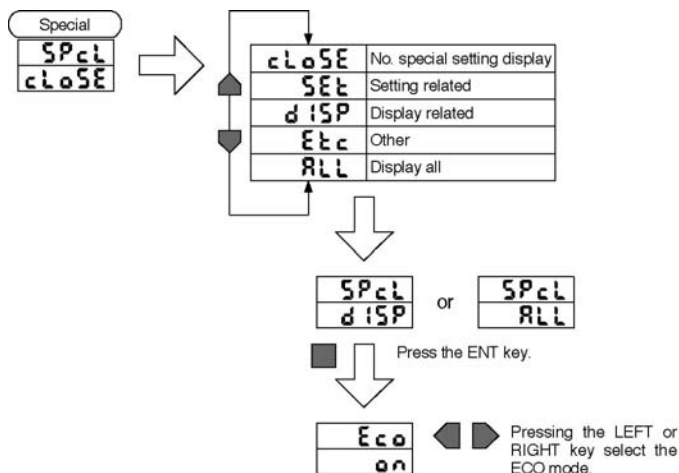 Special
SPcL
cLoSE
cLoSE No. special setting display
SEt Setting related
dISP Display related
Etc Other
ALL Display all
SPcL or SPcL
dISP ALL
Press the ENT key.
Eco
on
Pressing the LEFT or
RIGHT key select the
ECO mode.